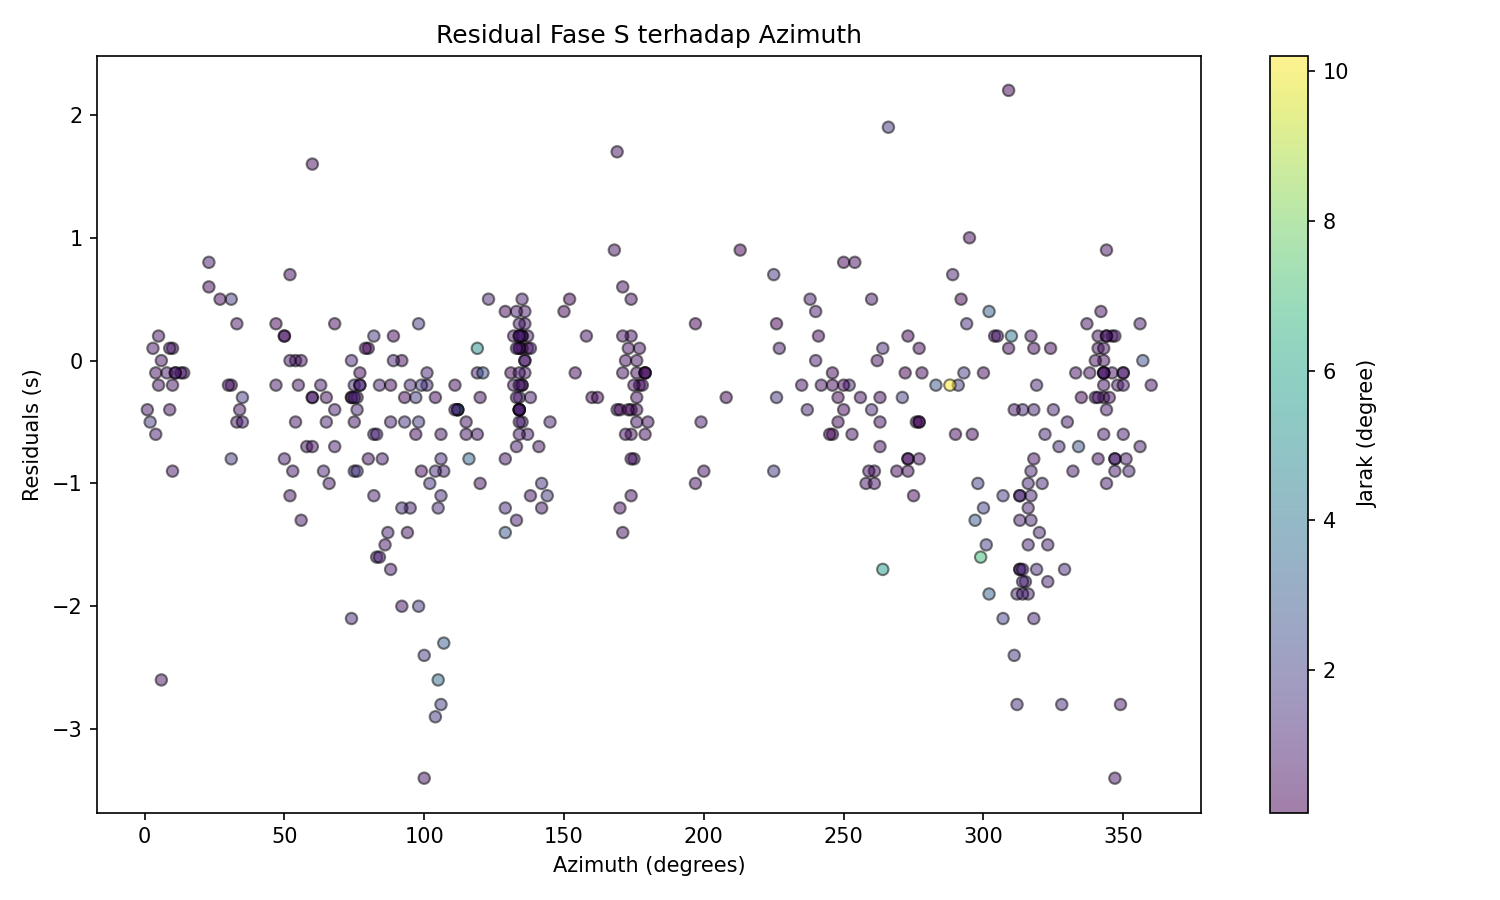 Residual Fase S terhadap Azimuth
Residuals (s)
2
1
0
−1
−2
−3
0 50 100 150 200 250 300 350
Azimuth (degrees)
10
8
6
4
2
Jarak (degree)